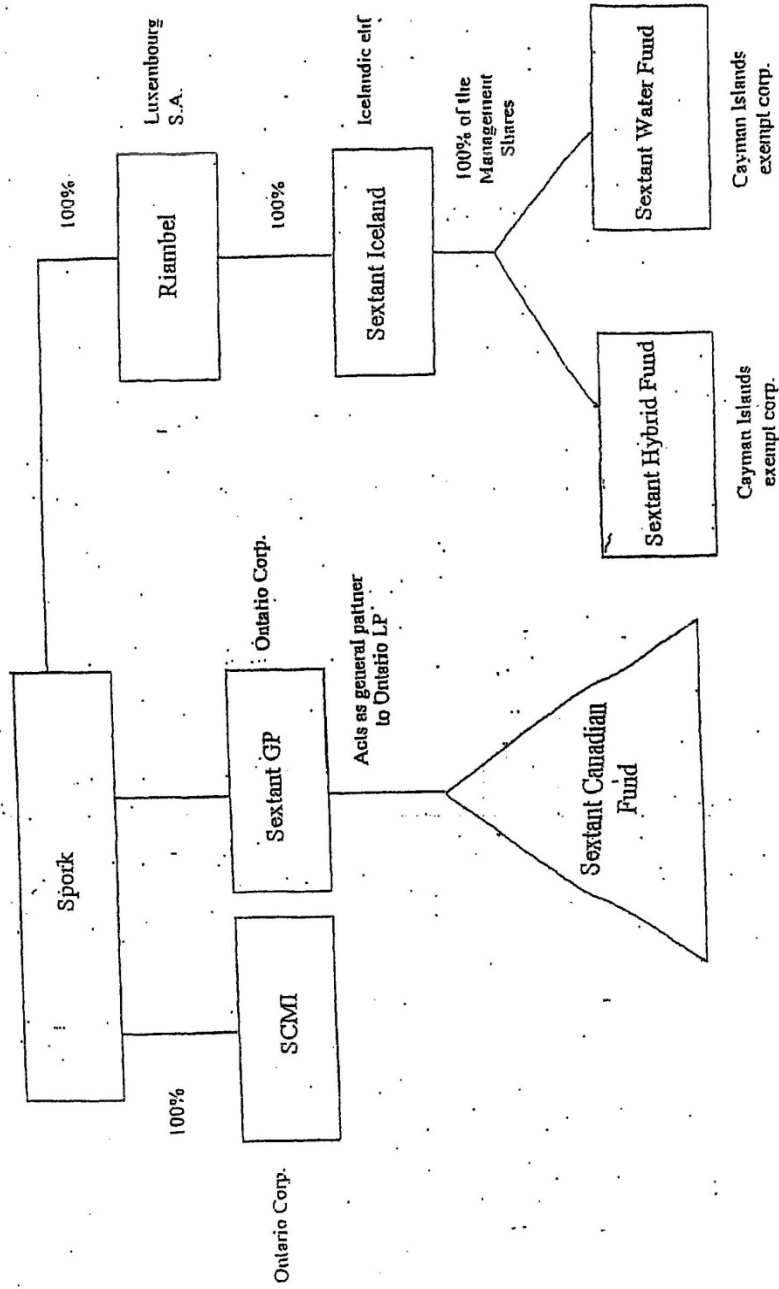 Spork
100%
100%
Luxembourg
S.A.
Ontario Corp.
SCMI
Sextant GP
Ontario Corp.
Riambel
100%
Acts as general partner
to Ontario LP
Sextant Iceland
Icelandic ehf
100% of the
Management
Shares
Sextant Canadian
Fund
Sextant Hybrid Fund
Sextant Water Fund
Cayman Islands
exempt corp.
Cayman Islands
exempt corp.